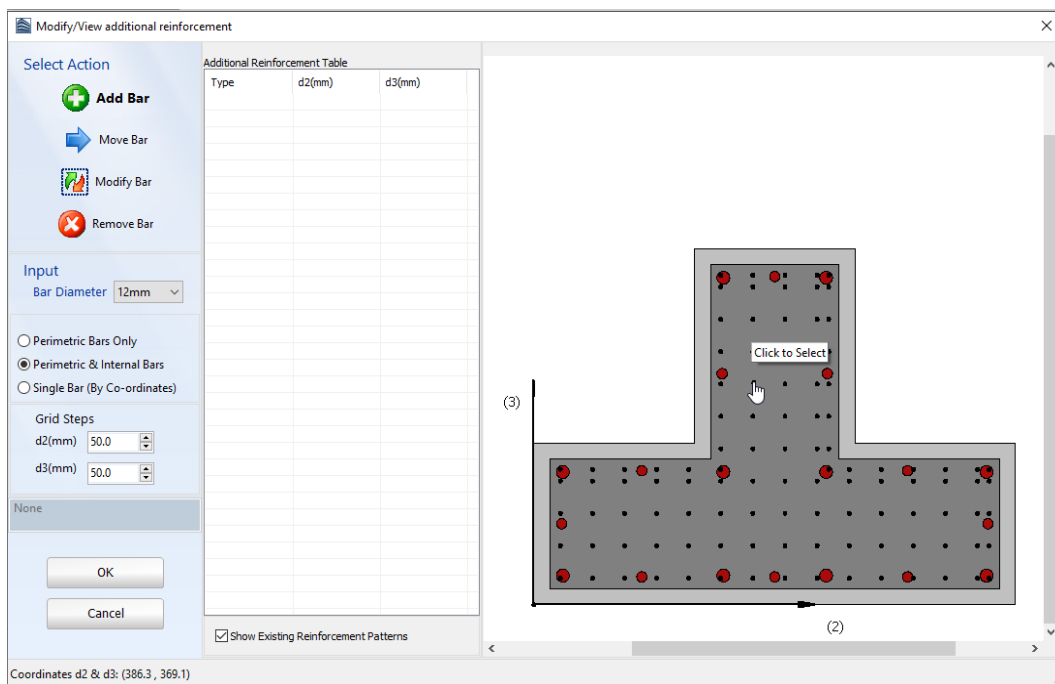 Modify/View additional reinforcement
Select Action
Add Bar
Move Bar
Modify Bar
Remove Bar
Input
Bar Diameter 12mm
Perimetric Bars Only
Perimetric & Internal Bars
Single Bar (By Co-ordinates)
Grid Steps
d2(mm) 50.0
d3(mm) 50.0
None
OK
Cancel
Additional Reinforcement Table
Type d2(mm) d3(mm)
Show Existing Reinforcement Patterns
Click to Select
(3)
(2)
Coordinates d2 & d3: (386.3 , 369.1)